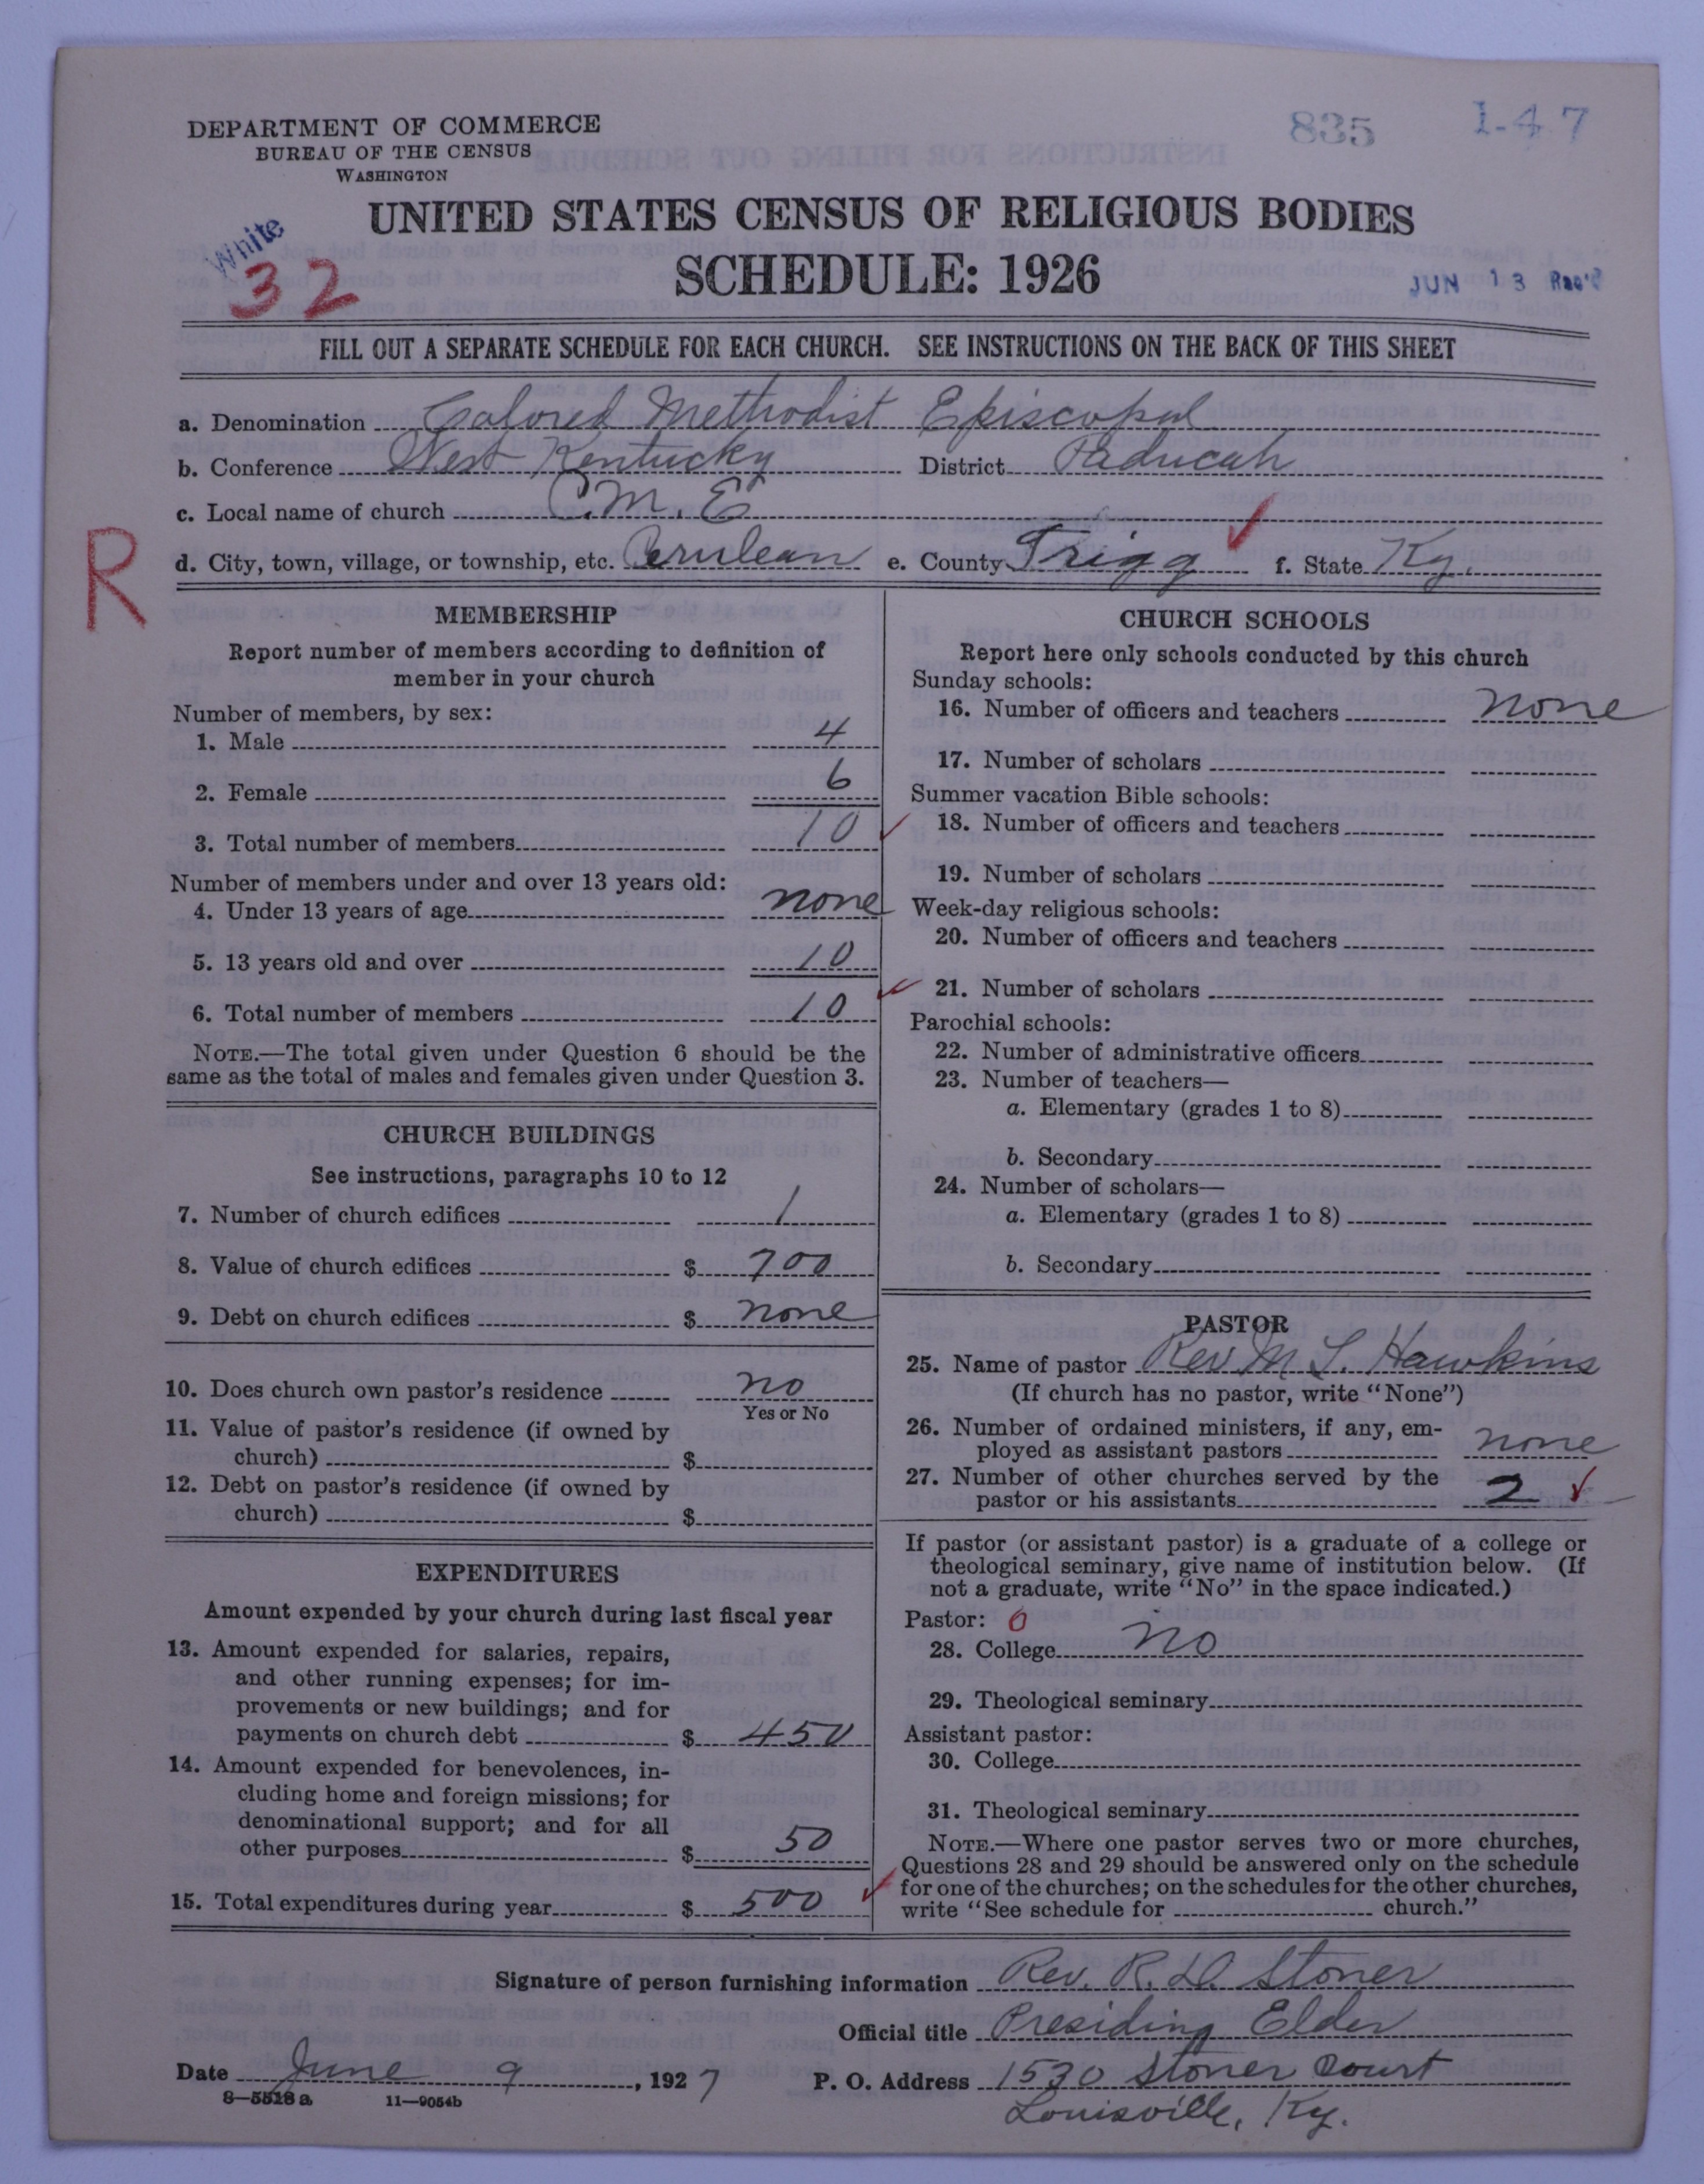 DEPARTMENT OF COMMERCE
BUREAU OF THE CENSUS
WASHINGTON
835
1-47
UNITED STATES CENSUS OF RELIGIOUS BODIES
White
32
SCHEDULE: 1926
JUN 13 Rec'd
FILL OUT A SEPARATE SCHEDULE FOR EACH CHURCH. SEE INSTRUCTIONS ON THE BACK OF THIS SHEET
a. Denomination Colored Methodist Episcopal
b. Conference West Kentucky District Paducah
c. Local name of church C.M.E
R
d. City, town, village, or township, etc. Cerulean e. County Trigg f. State Ky.
MEMBERSHIP
Report number of members according to definition of
member in your church
Number of members, by sex:
1. Male 4
2. Female 6
3. Total number of members 10
Number of members under and over 13 years old:
4. Under 13 years of age none
5. 13 years old and over 10
6. Total number of members 10
NOTE.—The total given under Question 6 should be the
same as the total of males and females given under Question 3.
CHURCH BUILDINGS
See instructions, paragraphs 10 to 12
7. Number of church edifices 1
8. Value of church edifices $ 700
9. Debt on church edifices $ none
10. Does church own pastor's residence no
Yes or No
11. Value of pastor's residence (if owned by
church) $
12. Debt on pastor's residence (if owned by
church) $
EXPENDITURES
Amount expended by your church during last fiscal year
13. Amount expended for salaries, repairs,
and other running expenses; for im-
provements or new buildings; and for
payments on church debt $ 450
14. Amount expended for benevolences, in-
cluding home and foreign missions; for
denominational support; and for all
other purposes $ 50
15. Total expenditures during year $ 500
CHURCH SCHOOLS
Report here only schools conducted by this church
Sunday schools:
16. Number of officers and teachers none
17. Number of scholars
Summer vacation Bible schools:
18. Number of officers and teachers
19. Number of scholars
Week-day religious schools:
20. Number of officers and teachers
21. Number of scholars
Parochial schools:
22. Number of administrative officers
23. Number of teachers—
a. Elementary (grades 1 to 8)
b. Secondary
24. Number of scholars—
a. Elementary (grades 1 to 8)
b. Secondary
PASTOR
25. Name of pastor Rev M. L. Hawkins
(If church has no pastor, write "None")
26. Number of ordained ministers, if any, em-
ployed as assistant pastors none
27. Number of other churches served by the
pastor or his assistants 2
If pastor (or assistant pastor) is a graduate of a college or
theological seminary, give name of institution below. (If
not a graduate, write "No" in the space indicated.)
Pastor: 0
28. College no
29. Theological seminary
Assistant pastor:
30. College
31. Theological seminary
NOTE.—Where one pastor serves two or more churches,
Questions 28 and 29 should be answered only on the schedule
for one of the churches; on the schedules for the other churches,
write "See schedule for church."
Signature of person furnishing information Rev. R. D. Stoner
Official title Presiding Elder
Date June 9, 1927 P. O. Address 1530 Stoner Court
8—5518 a 11—9054b
Louisville, Ky.